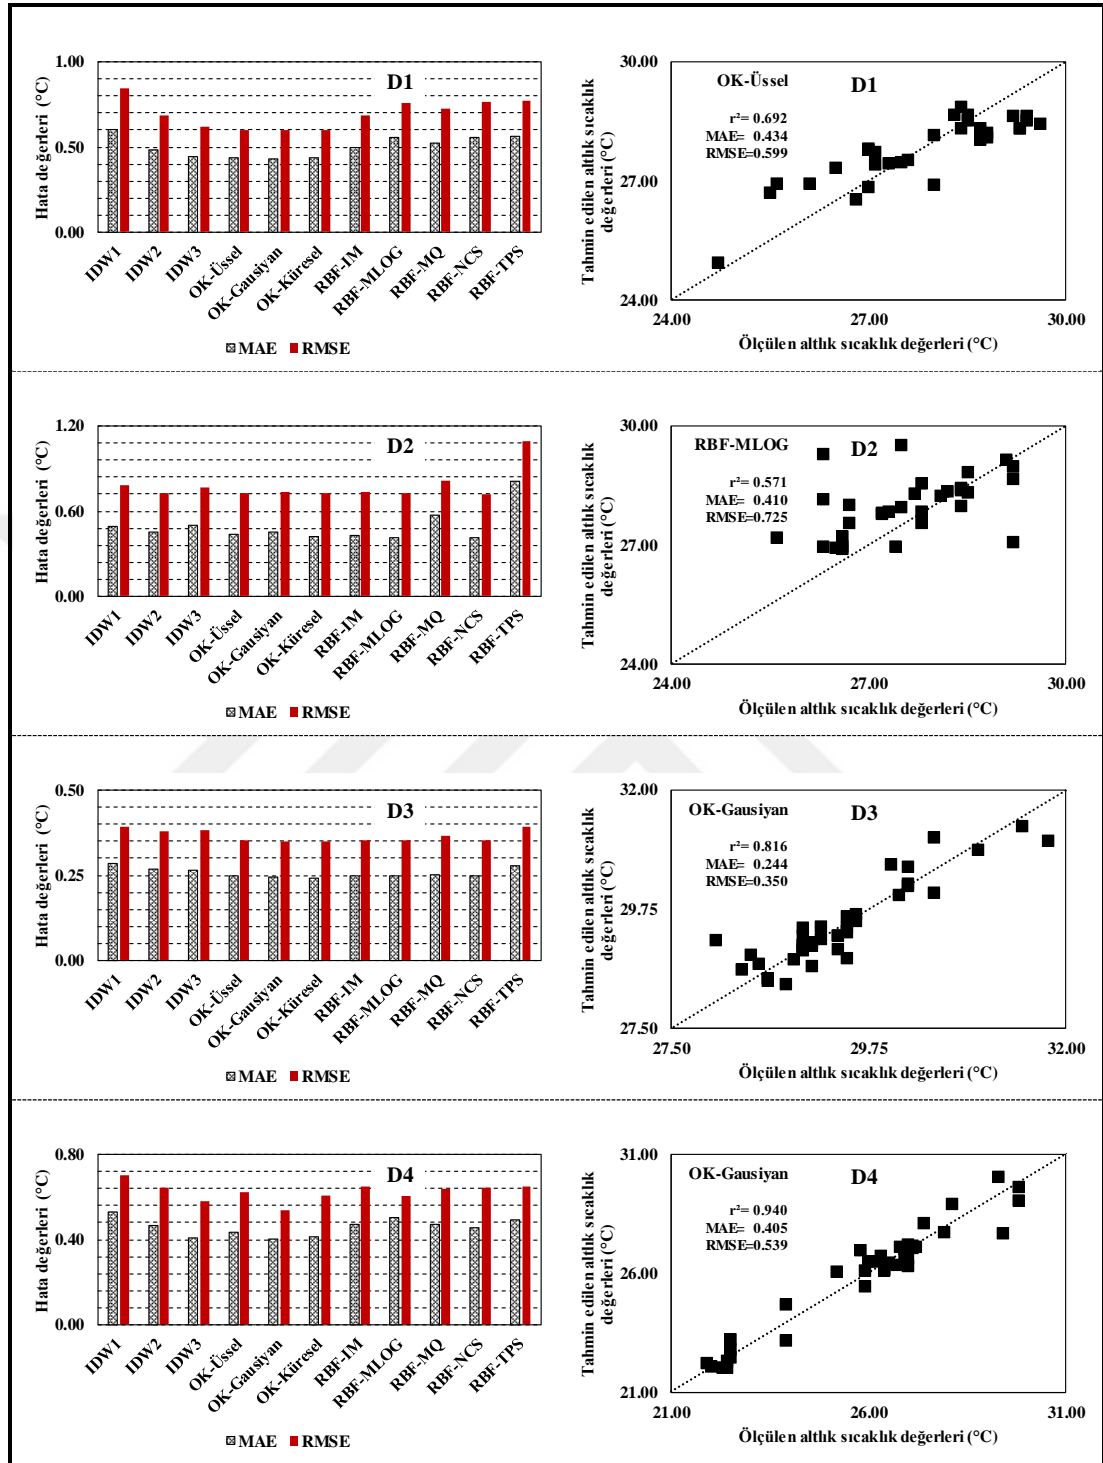 Hata değerleri (°C)
1.00
0.50
0.00
D1
IDW1
IDW2
IDW3
OK-Üssel
OK-Gausiyan
OK-Küresel
RBF-IM
RBF-MLOG
RBF-MQ
RBF-NCS
RBF-TPS
MAE RMSE
Tahmin edilen altlık sıcaklık
değerleri (°C)
30.00
27.00
24.00
OK-Üssel D1
r²= 0.692
MAE= 0.434
RMSE=0.599
24.00 27.00 30.00
Ölçülen altlık sıcaklık değerleri (°C)
Hata değerleri (°C)
1.20
0.60
0.00
D2
IDW1
IDW2
IDW3
OK-Üssel
OK-Gausiyan
OK-Küresel
RBF-IM
RBF-MLOG
RBF-MQ
RBF-NCS
RBF-TPS
MAE RMSE
Tahmin edilen altlık sıcaklık
değerleri (°C)
30.00
27.00
24.00
RBF-MLOG D2
r²= 0.571
MAE= 0.410
RMSE=0.725
24.00 27.00 30.00
Ölçülen altlık sıcaklık değerleri (°C)
Hata değerleri (°C)
0.50
0.25
0.00
D3
IDW1
IDW2
IDW3
OK-Üssel
OK-Gausiyan
OK-Küresel
RBF-IM
RBF-MLOG
RBF-MQ
RBF-NCS
RBF-TPS
MAE RMSE
Tahmin edilen altlık sıcaklık
değerleri (°C)
32.00
29.75
27.50
OK-Gausiyan D3
r²= 0.816
MAE= 0.244
RMSE=0.350
27.50 29.75 32.00
Ölçülen altlık sıcaklık değerleri (°C)
Hata değerleri (°C)
0.80
0.40
0.00
D4
IDW1
IDW2
IDW3
OK-Üssel
OK-Gausiyan
OK-Küresel
RBF-IM
RBF-MLOG
RBF-MQ
RBF-NCS
RBF-TPS
MAE RMSE
Tahmin edilen altlık sıcaklık
değerleri (°C)
31.00
26.00
21.00
OK-Gausiyan D4
r²= 0.940
MAE= 0.405
RMSE=0.539
21.00 26.00 31.00
Ölçülen altlık sıcaklık değerleri (°C)